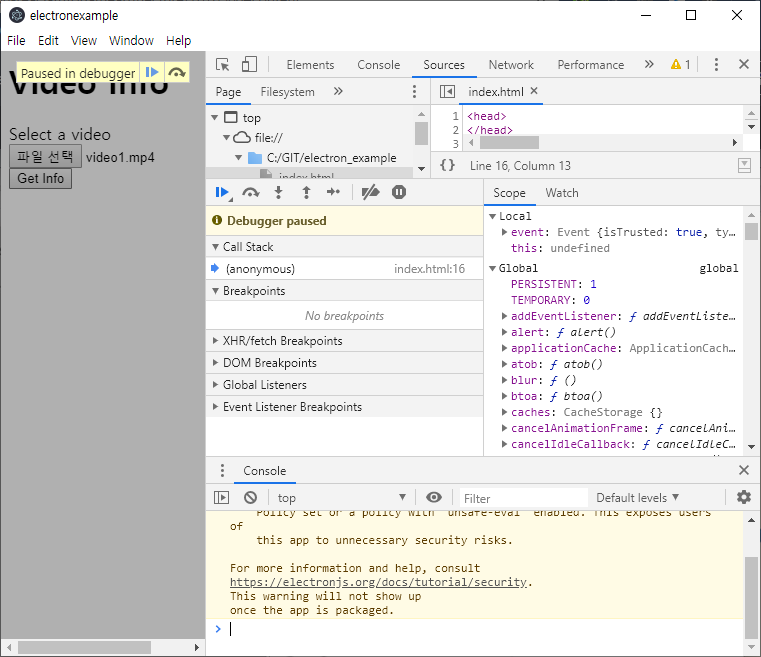 electronexample
File Edit View Window Help
Paused in debugger
Video Info
Select a video
파일 선택 video1.mp4
Get Info
Elements Console Sources Network Performance » 1
Page Filesystem »
top
file://
C:/GIT/electron_example
index.html
index.html ×
1 <head>
2 </head>
3
{ } Line 16, Column 13
Debugger paused
Call Stack
(anonymous) index.html:16
Breakpoints
No breakpoints
XHR/fetch Breakpoints
DOM Breakpoints
Global Listeners
Event Listener Breakpoints
Scope Watch
Local
event: Event {isTrusted: true, ty…
this: undefined
Global global
PERSISTENT: 1
TEMPORARY: 0
addEventListener: ƒ addEventListe…
alert: ƒ alert()
applicationCache: ApplicationCach…
atob: ƒ atob()
blur: ƒ ()
btoa: ƒ btoa()
caches: CacheStorage {}
cancelAnimationFrame: ƒ cancelAni…
cancelIdleCallback: ƒ cancelIdleC…
Console
top Filter Default levels
Policy set or a policy with "unsafe-eval" enabled. This exposes users
of
this app to unnecessary security risks.
For more information and help, consult
https://electronjs.org/docs/tutorial/security.
This warning will not show up
once the app is packaged.
>